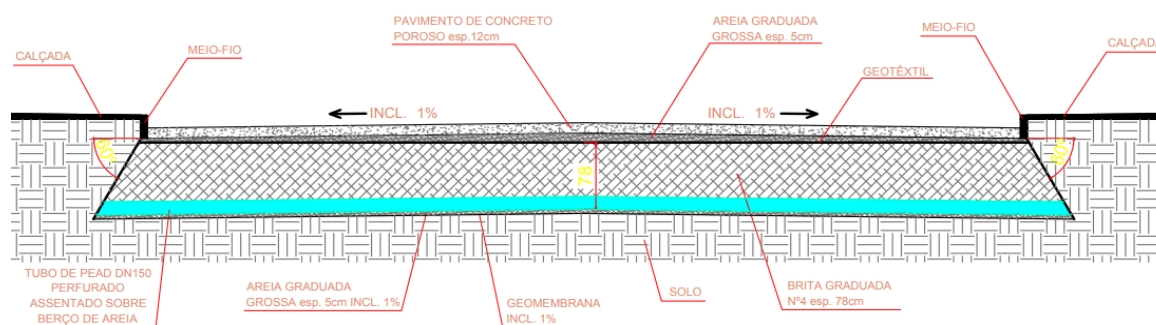 PAVIMENTO DE CONCRETO
POROSO esp.12cm
AREIA GRADUADA
GROSSA esp. 5cm
MEIO-FIO
CALÇADA
MEIO-FIO
CALÇADA
GEOTÊXTIL
INCL. 1%
INCL. 1%
60°
78
60°
TUBO DE PEAD DN150
PERFURADO
ASSENTADO SOBRE
BERÇO DE AREIA
AREIA GRADUADA
GROSSA esp. 5cm INCL. 1%
GEOMEMBRANA
INCL. 1%
SOLO
BRITA GRADUADA
Nº4 esp. 78cm